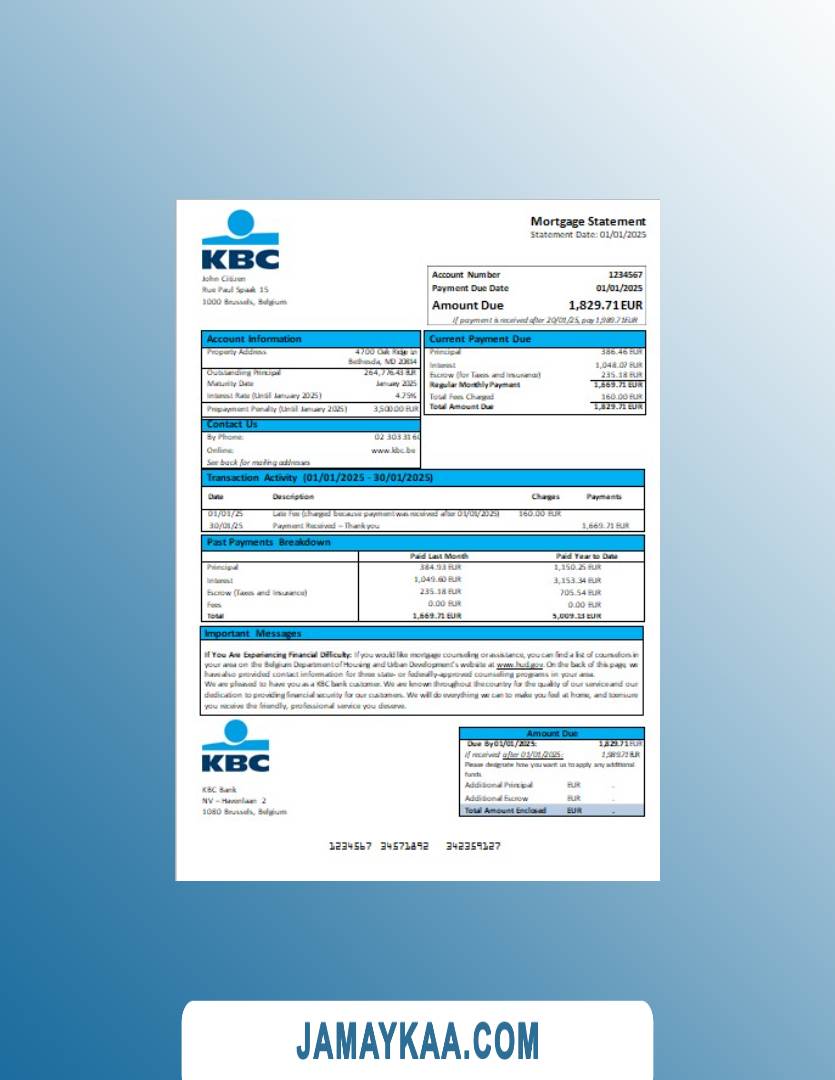 KBC
Mortgage Statement
Statement Date: 01/01/2025
John Citizen
Rue Paul Spaak 15
1000 Brussels, Belgium
Account Number 1234567
Payment Due Date 01/01/2025
Amount Due 1,829.71EUR
If payment is received after 20/01/25, pay 1,989.71EUR
Account Information
Property Address 4700 Oak Ridge Ln
Bethesda, MD 20814
Outstanding Principal 264,776.43 EUR
Maturity Date January 2025
Interest Rate (Until January 2025) 4.75%
Prepayment Penalty (Until January 2025) 3,500.00 EUR
Current Payment Due
Principal 386.46 EUR
Interest 1,048.07 EUR
Escrow (for Taxes and Insurance) 235.18 EUR
Regular Monthly Payment 1,669.71 EUR
Total Fees Charged 160.00 EUR
Total Amount Due 1,829.71 EUR
Contact Us
By Phone: 02 303 31 60
Online: www.kbc.be
See back for mailing addresses
Transaction Activity (01/01/2025 - 30/01/2025)
Date Description Charges Payments
01/01/25 Late Fee (charged because payment was received after 01/01/2025) 160.00 EUR
30/01/25 Payment Received – Thank you 1,669.71 EUR
Past Payments Breakdown
Paid Last Month Paid Year to Date
Principal 384.93 EUR 1,150.25 EUR
Interest 1,049.60 EUR 3,153.34 EUR
Escrow (Taxes and Insurance) 235.18 EUR 705.54 EUR
Fees 0.00 EUR 0.00 EUR
Total 1,669.71 EUR 5,009.13 EUR
Important Messages
If You Are Experiencing Financial Difficulty: If you would like mortgage counseling or assistance, you can find a list of counselors in
your area on the Belgium Department of Housing and Urban Development's website at www.hud.gov. On the back of this page, we
have also provided contact information for three state- or federally-approved counseling programs in your area.
We are pleased to have you as a KBC bank customer. We are known throughout the country for the quality of our service and our
dedication to providing financial security for our customers. We will do everything we can to make you feel at home, and to ensure
you receive the friendly, professional service you deserve.
KBC
KBC Bank
NV – Havenlaan 2
1080 Brussels, Belgium
Amount Due
Due By 01/01/2025: 1,829.71 EUR
If received after 01/01/2025: 1,989.71 EUR
Please designate how you want us to apply any additional
funds.
Additional Principal EUR -
Additional Escrow EUR -
Total Amount Enclosed EUR -
1234567 34571892 342359127
JAMAYKAA.COM